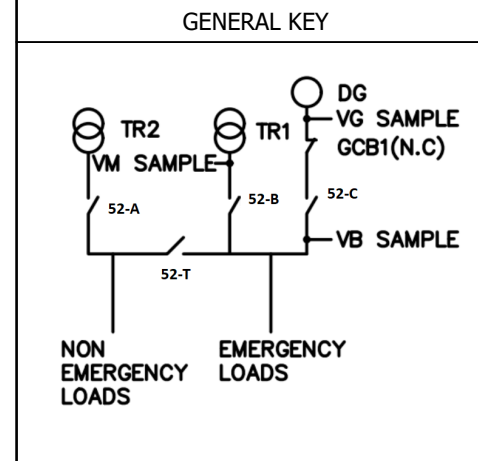 GENERAL KEY
DG
VG SAMPLE
TR2
TR1
GCB1(N.C)
VM SAMPLE
52-A
52-B
52-C
VB SAMPLE
52-T
NON
EMERGENCY
LOADS
EMERGENCY
LOADS